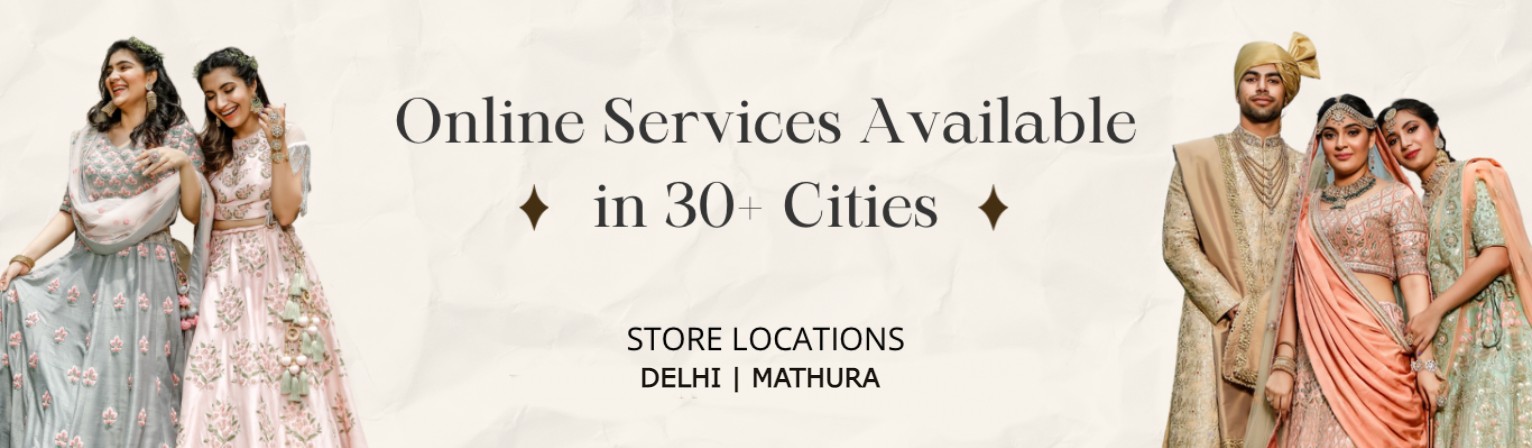 Online Services Available
in 30+ Cities
STORE LOCATIONS
DELHI | MATHURA